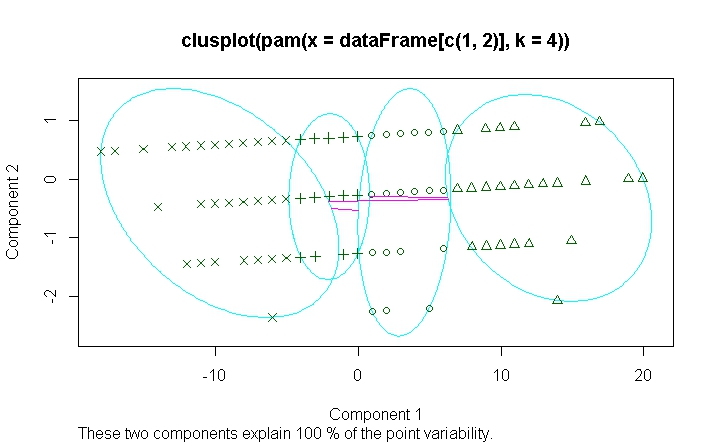 clusplot(pam(x = dataFrame[c(1, 2)], k = 4))
1
0
-1
-2
Component 2
-10
0
10
20
Component 1
These two components explain 100 % of the point variability.